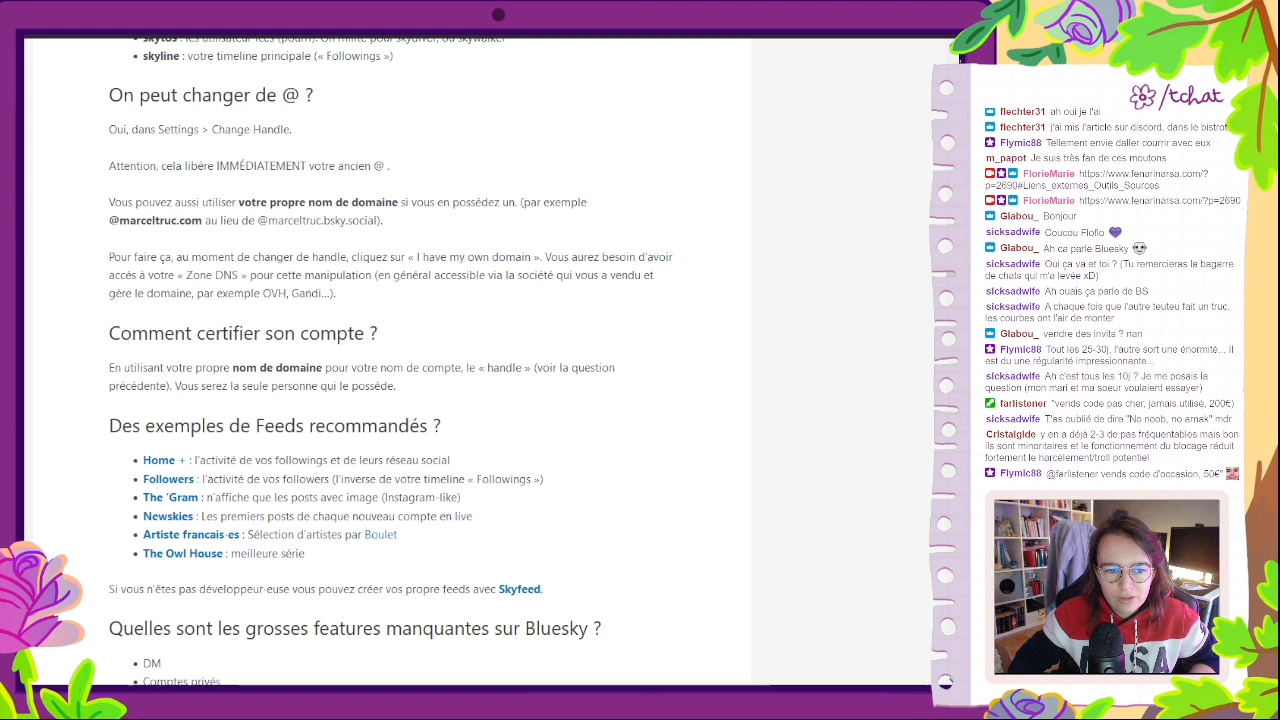 skytos : les utilisateur·ices (pourri). On milite pour skydiver, ou skywalker
skyline : votre timeline principale (« Followings »)
On peut changer de @ ?
Oui, dans Settings > Change Handle.
Attention, cela libère IMMÉDIATEMENT votre ancien @ .
Vous pouvez aussi utiliser votre propre nom de domaine si vous en possédez un. (par exemple
@marceltruc.com au lieu de @marceltruc.bsky.social).
Pour faire ça, au moment de changer de handle, cliquez sur « I have my own domain ». Vous aurez besoin d'avoir
accès à votre « Zone DNS » pour cette manipulation (en général accessible via la société qui vous a vendu et
gère le domaine, par exemple OVH, Gandi…).
Comment certifier son compte ?
En utilisant votre propre nom de domaine pour votre nom de compte, le « handle » (voir la question
précédente). Vous serez la seule personne qui le possède.
Des exemples de Feeds recommandés ?
Home + : l'activité de vos followings et de leurs réseau social
Followers : l'activité de vos followers (l'inverse de votre timeline « Followings »)
The 'Gram : n'affiche que les posts avec image (Instagram-like)
Newskies : Les premiers posts de chaque nouveau compte en live
Artiste francais·es : Sélection d'artistes par Boulet
The Owl House : meilleure série
Si vous n'êtes pas développeur·euse vous pouvez créer vos propre feeds avec Skyfeed.
Quelles sont les grosses features manquantes sur Bluesky ?
DM
Comptes privés
/tchat
flechter31 ah oui je l'ai
flechter31 j'ai mis l'article sur discord, dans le bistrot
Flymic88 Tellement envie daller courrir avec eux
m_papot Je suis très fan de ces moutons
FlorieMarie https://www.fenarinarsa.com/?
p=2690#Liens_externes_Outils_Sources
FlorieMarie https://www.fenarinarsa.com/?p=2690
Glabou_ Bonjour
sicksadwife Coucou Floflo
Glabou_ Ah ca parle Bluesky
sicksadwife Oui ça va et toi ? (Tu remercieras la bagarre
de chats qui m'a levée xD)
sicksadwife Ah ouais ça parle de BS
sicksadwife A chaque fois que l'autre teuteu fait un truc,
les courbes ont l'air de monter
Glabou_ vendre des invits ? nan
Flymic88 Tout les 25-30j, l'autre sort une énormité... Il
est du une régularité impressionnante...
sicksadwife Ah c'est tous les 10j ? Je me posais la
question (mon mari et ma soeur voulaient essayer)
farlistener "vends code pas cher, jamais utilisé, 200€)
sicksadwife T'as oublié de dire "No noob, no arnak" mdr
Cristalgide y en a déjà 2-3 de pas fréquentables mais bon
ils sont minoritaires et le fonctionnement du blocage réduit
fortement le harcèlement/troll potentiel
Flymic88 @farlistener vends code d'occasion, 50€"